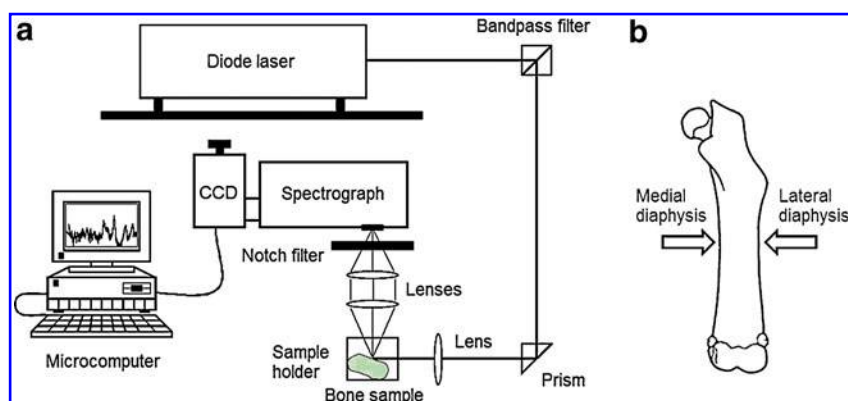 a
Diode laser
Bandpass filter
b
CCD
Spectrograph
Medial
diaphysis
Lateral
diaphysis
Notch filter
Lenses
Microcomputer
Sample
holder
Lens
Prism
Bone sample